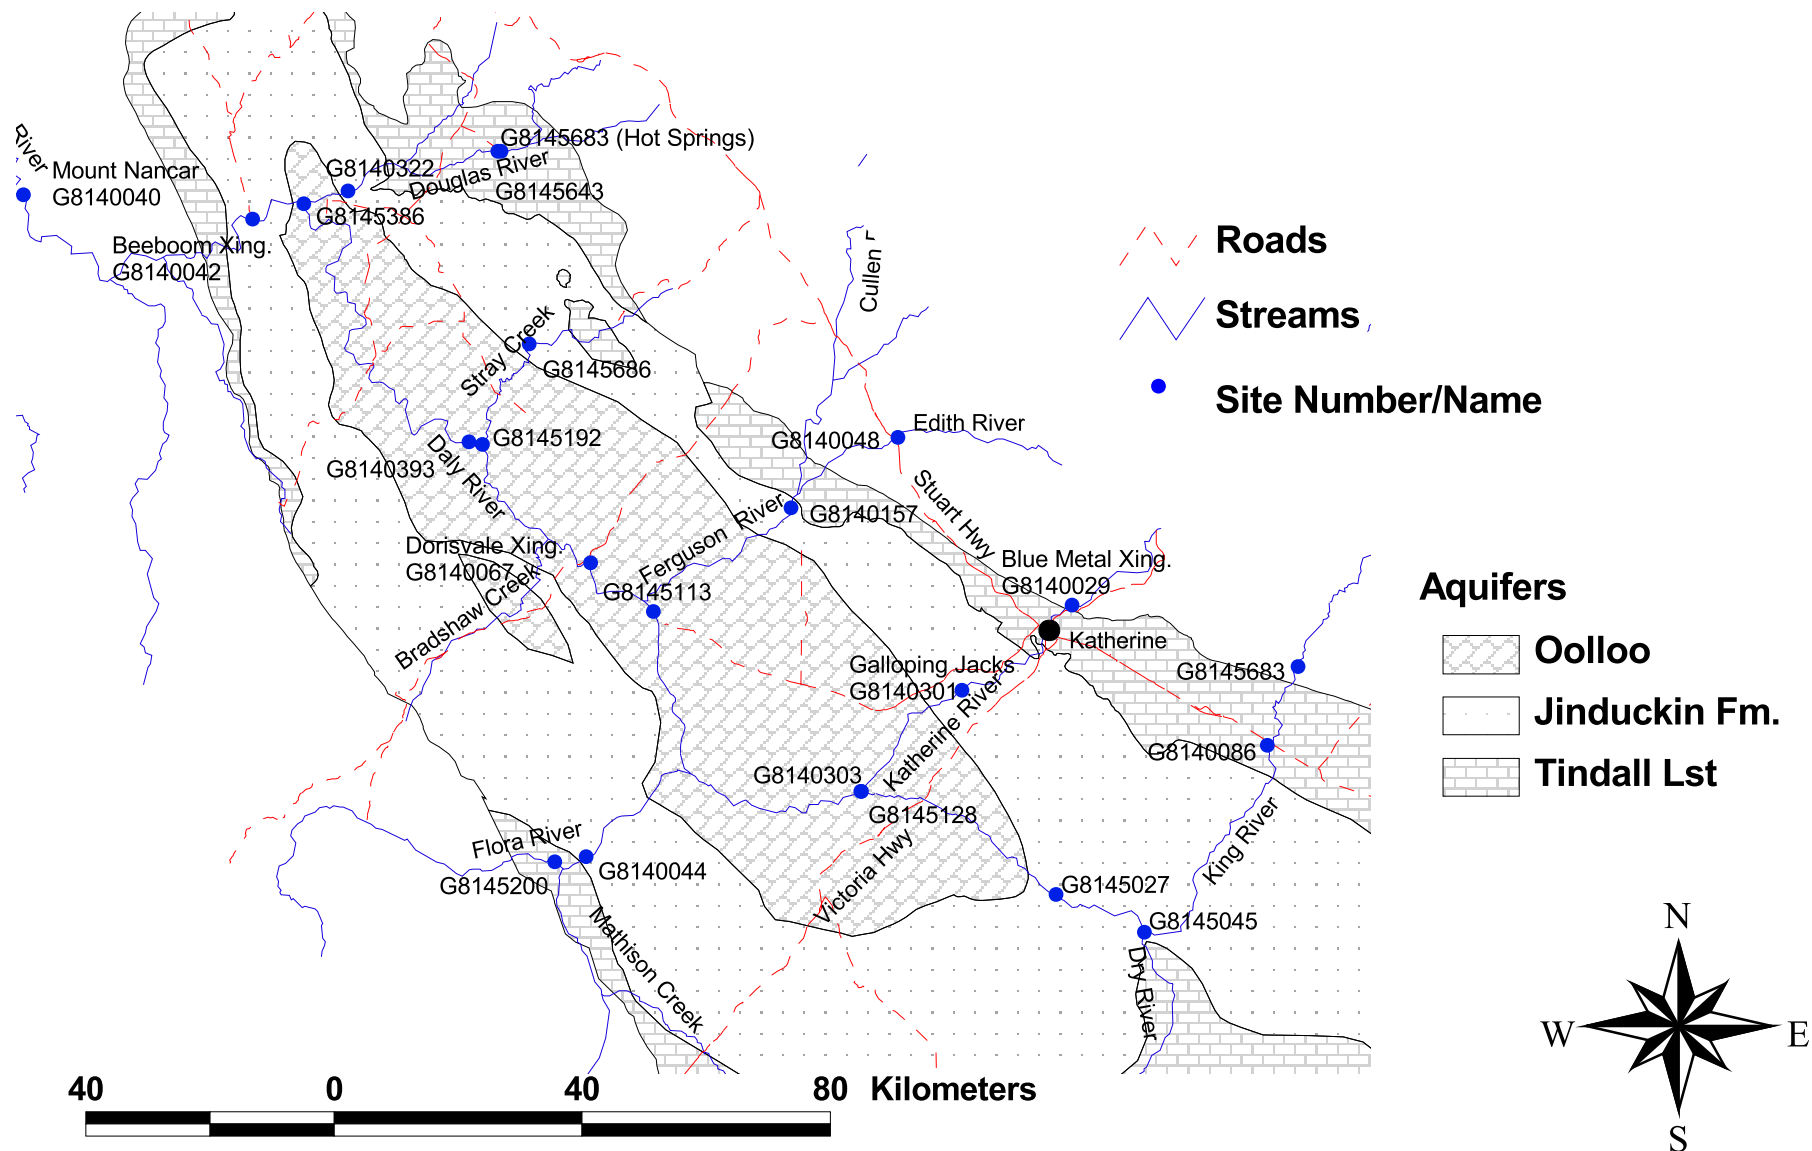 G8145683 (Hot Springs)
River
Mount Nancar
G8140040
G8140322
Douglas River
G8145643
G8145386
Beeboom Xing.
G8140042
Cullen r
Stray Creek
G8145686
Roads
Streams
Site Number/Name
Edith River
G8140048
G8145192
G8140393
Daly River
Stuart Hwy
G8140157
Ferguson River
Dorisvale Xing.
G8140067
G8145113
Bradshaw Creek
Blue Metal Xing.
G8140029
Katherine
Galloping Jacks
G8140301
Katherine River
G8145683
G8140086
Aquifers
Oolloo
Jinduckin Fm.
Tindall Lst
G8140303
G8145128
Victoria Hwy
King River
Flora River
G8145200
G8140044
Mathison Creek
G8145027
G8145045
Dry River
N
W
E
S
40 0 40 80 Kilometers